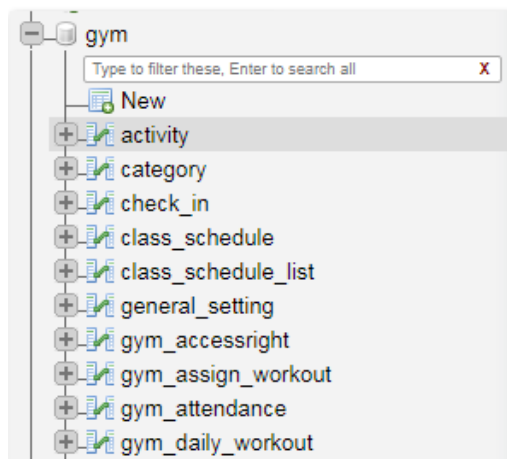 gym
Type to filter these, Enter to search all X
New
activity
category
check_in
class_schedule
class_schedule_list
general_setting
gym_accessright
gym_assign_workout
gym_attendance
gym_daily_workout